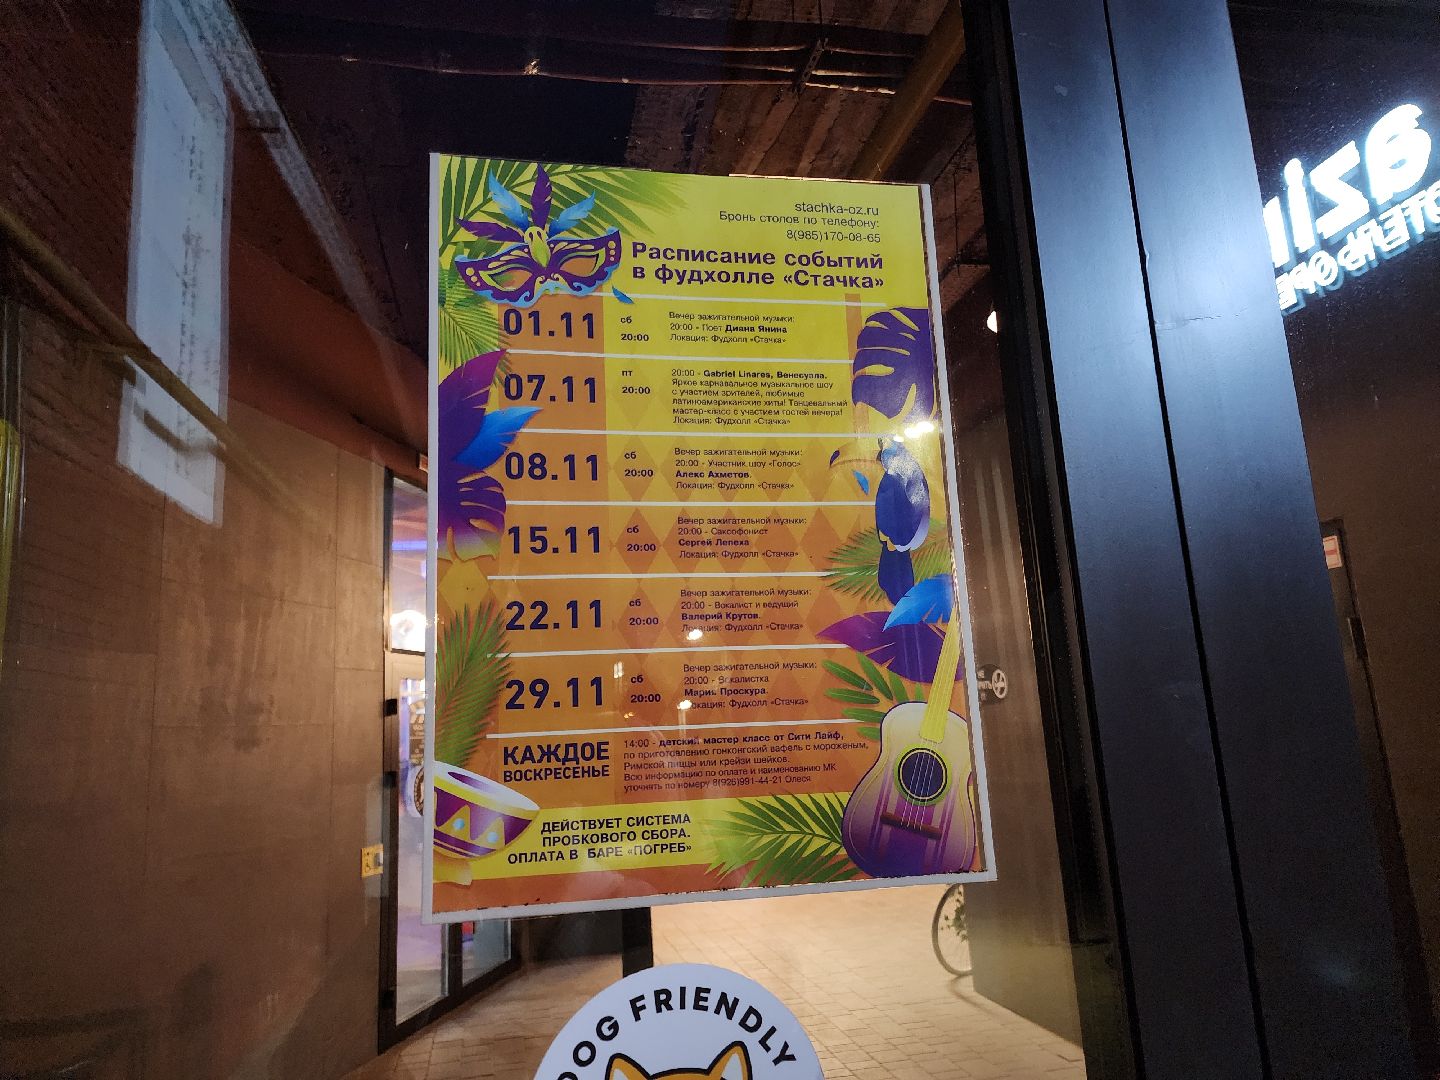 stachka-oz.ru
Бронь столов по телефону:
8(985)170-08-65
Расписание событий
в фудхолле «Стачка»
01.11
сб
20:00
Вечер зажигательной музыки:
20:00 - Поет Диана Янина
Локация: Фудхолл «Стачка»
07.11
пт
20:00
20:00 - Gabriel Linares, Венесуэла.
Яркое карнавальное музыкальное шоу
с участием зрителей, любимые
латиноамериканские хиты! Танцевальный
мастер-класс с участием гостей вечера!
Локация: Фудхолл «Стачка»
08.11
сб
20:00
Вечер зажигательной музыки:
20:00 - Участник шоу «Голос»
Алекс Ахметов.
Локация: Фудхолл «Стачка»
15.11
сб
20:00
Вечер зажигательной музыки:
20:00 - Саксофонист
Сергей Лепеха
Локация: Фудхолл «Стачка»
22.11
сб
20:00
Вечер зажигательной музыки:
20:00 - Вокалист и ведущий
Валерий Крутов.
Локация: Фудхолл «Стачка»
29.11
сб
20:00
Вечер зажигательной музыки:
20:00 - Вокалистка
Мария Проскура.
Локация: Фудхолл «Стачка»
КАЖДОЕ
ВОСКРЕСЕНЬЕ
14:00 - детский мастер класс от Сити Лайф,
по приготовлению гонконгский вафель с мороженым,
Римской пиццы или крейзи шейков.
Всю информацию по оплате и наименованию МК
уточнять по номеру 8(926)991-44-21 Олеся
ДЕЙСТВУЕТ СИСТЕМА
ПРОБКОВОГО СБОРА.
ОПЛАТА В БАРЕ «ПОГРЕБ»
DOG FRIENDLY